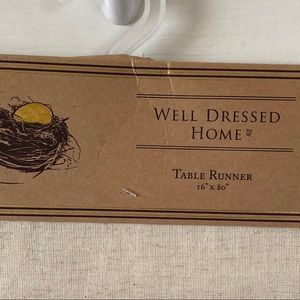 WELL DRESSED
HOME
TABLE RUNNER
16" x 80"